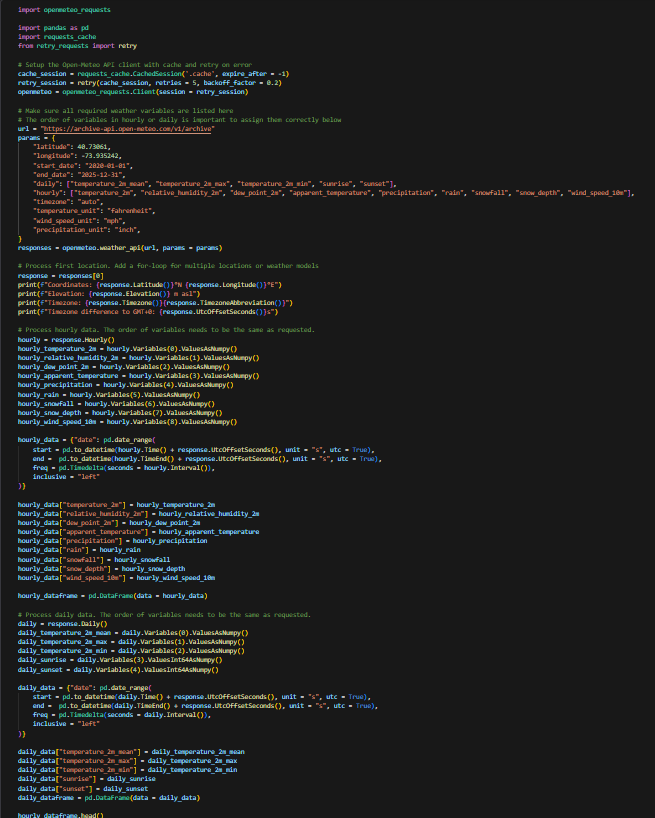 import openmeteo_requests
import pandas as pd
import requests_cache
from retry_requests import retry
# Setup the Open-Meteo API client with cache and retry on error
cache_session = requests_cache.CachedSession('.cache', expire_after = -1)
retry_session = retry(cache_session, retries = 5, backoff_factor = 0.2)
openmeteo = openmeteo_requests.Client(session = retry_session)
# Make sure all required weather variables are listed here
# The order of variables in hourly or daily is important to assign them correctly below
url = "https://archive-api.open-meteo.com/v1/archive"
params = {
"latitude": 40.73061,
"longitude": -73.935242,
"start_date": "2020-01-01",
"end_date": "2025-12-31",
"daily": ["temperature_2m_mean", "temperature_2m_max", "temperature_2m_min", "sunrise", "sunset"],
"hourly": ["temperature_2m", "relative_humidity_2m", "dew_point_2m", "apparent_temperature", "precipitation", "rain", "snowfall", "snow_depth", "wind_speed_10m"],
"timezone": "auto",
"temperature_unit": "fahrenheit",
"wind_speed_unit": "mph",
"precipitation_unit": "inch",
}
responses = openmeteo.weather_api(url, params = params)
# Process first location. Add a for-loop for multiple locations or weather models
response = responses[0]
print(f"Coordinates: {response.Latitude()}°N {response.Longitude()}°E")
print(f"Elevation: {response.Elevation()} m asl")
print(f"Timezone: {response.Timezone()}{response.TimezoneAbbreviation()}")
print(f"Timezone difference to GMT+0: {response.UtcOffsetSeconds()}s")
# Process hourly data. The order of variables needs to be the same as requested.
hourly = response.Hourly()
hourly_temperature_2m = hourly.Variables(0).ValuesAsNumpy()
hourly_relative_humidity_2m = hourly.Variables(1).ValuesAsNumpy()
hourly_dew_point_2m = hourly.Variables(2).ValuesAsNumpy()
hourly_apparent_temperature = hourly.Variables(3).ValuesAsNumpy()
hourly_precipitation = hourly.Variables(4).ValuesAsNumpy()
hourly_rain = hourly.Variables(5).ValuesAsNumpy()
hourly_snowfall = hourly.Variables(6).ValuesAsNumpy()
hourly_snow_depth = hourly.Variables(7).ValuesAsNumpy()
hourly_wind_speed_10m = hourly.Variables(8).ValuesAsNumpy()
hourly_data = {"date": pd.date_range(
start = pd.to_datetime(hourly.Time() + response.UtcOffsetSeconds(), unit = "s", utc = True),
end = pd.to_datetime(hourly.TimeEnd() + response.UtcOffsetSeconds(), unit = "s", utc = True),
freq = pd.Timedelta(seconds = hourly.Interval()),
inclusive = "left"
)}
hourly_data["temperature_2m"] = hourly_temperature_2m
hourly_data["relative_humidity_2m"] = hourly_relative_humidity_2m
hourly_data["dew_point_2m"] = hourly_dew_point_2m
hourly_data["apparent_temperature"] = hourly_apparent_temperature
hourly_data["precipitation"] = hourly_precipitation
hourly_data["rain"] = hourly_rain
hourly_data["snowfall"] = hourly_snowfall
hourly_data["snow_depth"] = hourly_snow_depth
hourly_data["wind_speed_10m"] = hourly_wind_speed_10m
hourly_dataframe = pd.DataFrame(data = hourly_data)
# Process daily data. The order of variables needs to be the same as requested.
daily = response.Daily()
daily_temperature_2m_mean = daily.Variables(0).ValuesAsNumpy()
daily_temperature_2m_max = daily.Variables(1).ValuesAsNumpy()
daily_temperature_2m_min = daily.Variables(2).ValuesAsNumpy()
daily_sunrise = daily.Variables(3).ValuesInt64AsNumpy()
daily_sunset = daily.Variables(4).ValuesInt64AsNumpy()
daily_data = {"date": pd.date_range(
start = pd.to_datetime(daily.Time() + response.UtcOffsetSeconds(), unit = "s", utc = True),
end = pd.to_datetime(daily.TimeEnd() + response.UtcOffsetSeconds(), unit = "s", utc = True),
freq = pd.Timedelta(seconds = daily.Interval()),
inclusive = "left"
)}
daily_data["temperature_2m_mean"] = daily_temperature_2m_mean
daily_data["temperature_2m_max"] = daily_temperature_2m_max
daily_data["temperature_2m_min"] = daily_temperature_2m_min
daily_data["sunrise"] = daily_sunrise
daily_data["sunset"] = daily_sunset
daily_dataframe = pd.DataFrame(data = daily_data)
hourly_dataframe.head()